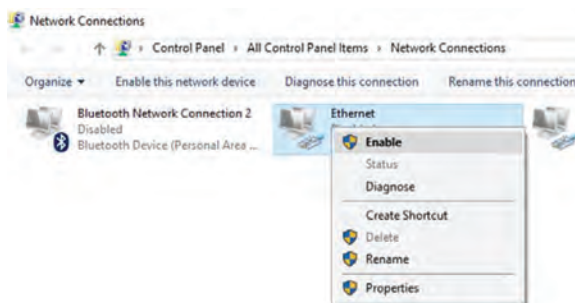 Network Connections
Control Panel › All Control Panel Items › Network Connections
Organize Enable this network device Diagnose this connection Rename this connection
Bluetooth Network Connection 2
Disabled
Bluetooth Device (Personal Area ...
Ethernet
Enable
Status
Diagnose
Create Shortcut
Delete
Rename
Properties